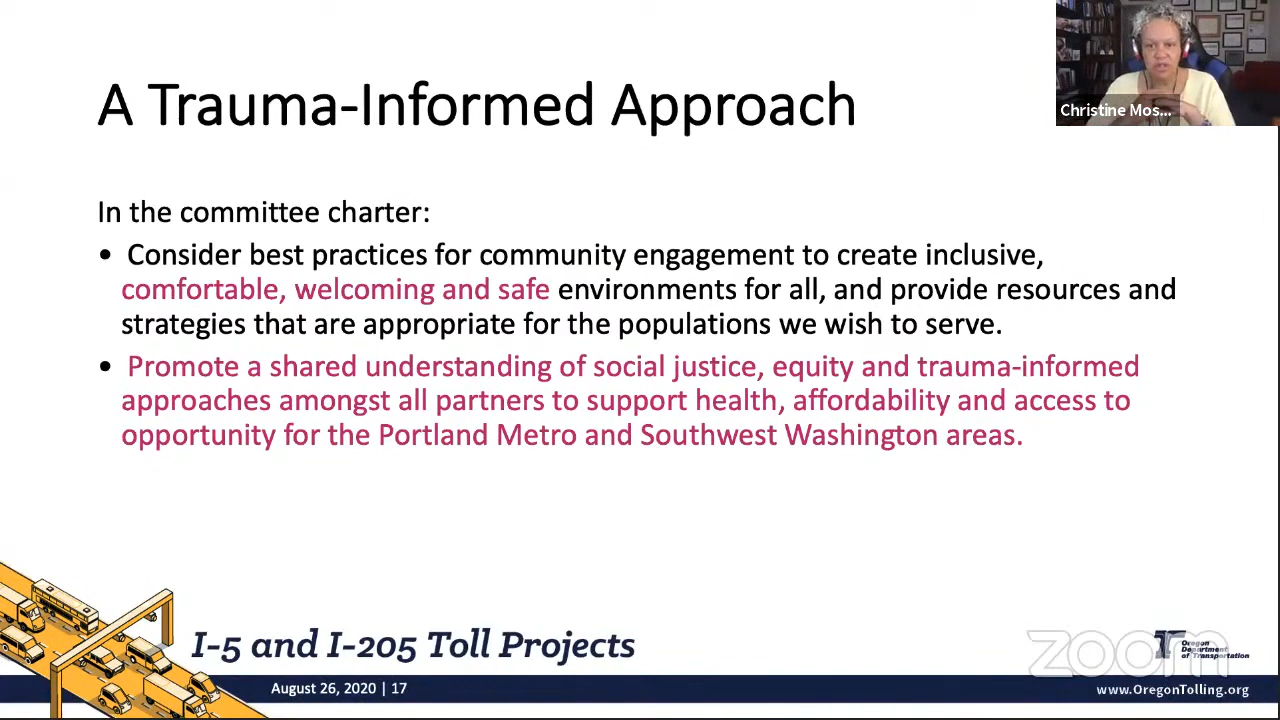 A Trauma-Informed Approach
Christine Mos...
In the committee charter:
• Consider best practices for community engagement to create inclusive,
comfortable, welcoming and safe environments for all, and provide resources and
strategies that are appropriate for the populations we wish to serve.
• Promote a shared understanding of social justice, equity and trauma-informed
approaches amongst all partners to support health, affordability and access to
opportunity for the Portland Metro and Southwest Washington areas.
I-5 and I-205 Toll Projects
zoom
Oregon
Department
of Transportation
August 26, 2020 | 17
www.OregonTolling.org